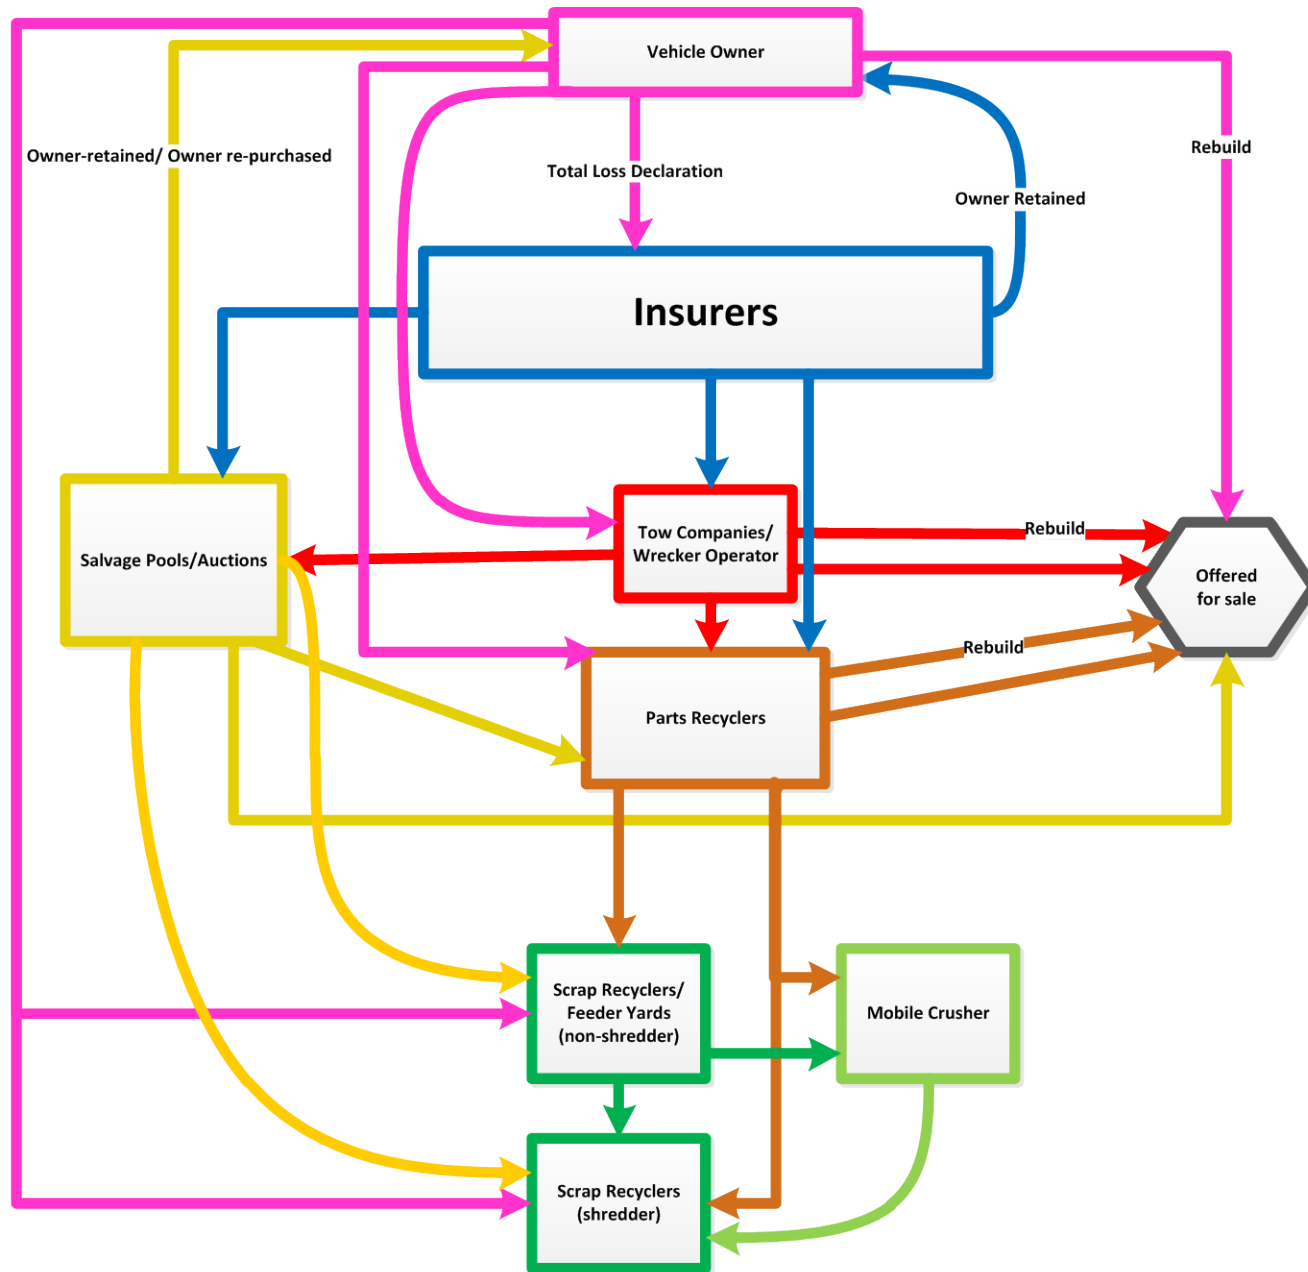 Vehicle Owner
Rebuild
Owner-retained/ Owner re-purchased
Total Loss Declaration
Owner Retained
Insurers
Tow Companies/
Wrecker Operator
Rebuild
Salvage Pools/Auctions
Offered
for sale
Rebuild
Parts Recyclers
Scrap Recyclers/
Feeder Yards
(non-shredder)
Mobile Crusher
Scrap Recyclers
(shredder)